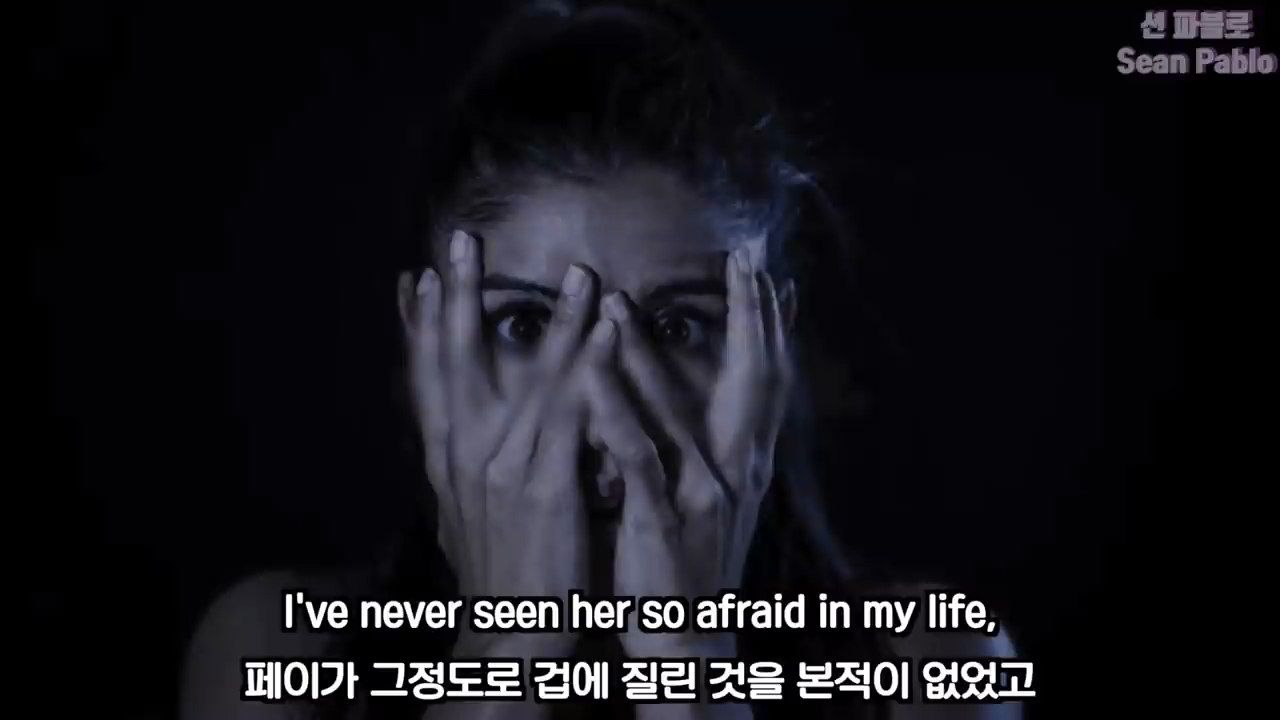 션 파블로
Sean Pablo
I've never seen her so afraid in my life,
페이가 그정도로 겁에 질린 것을 본적이 없었고